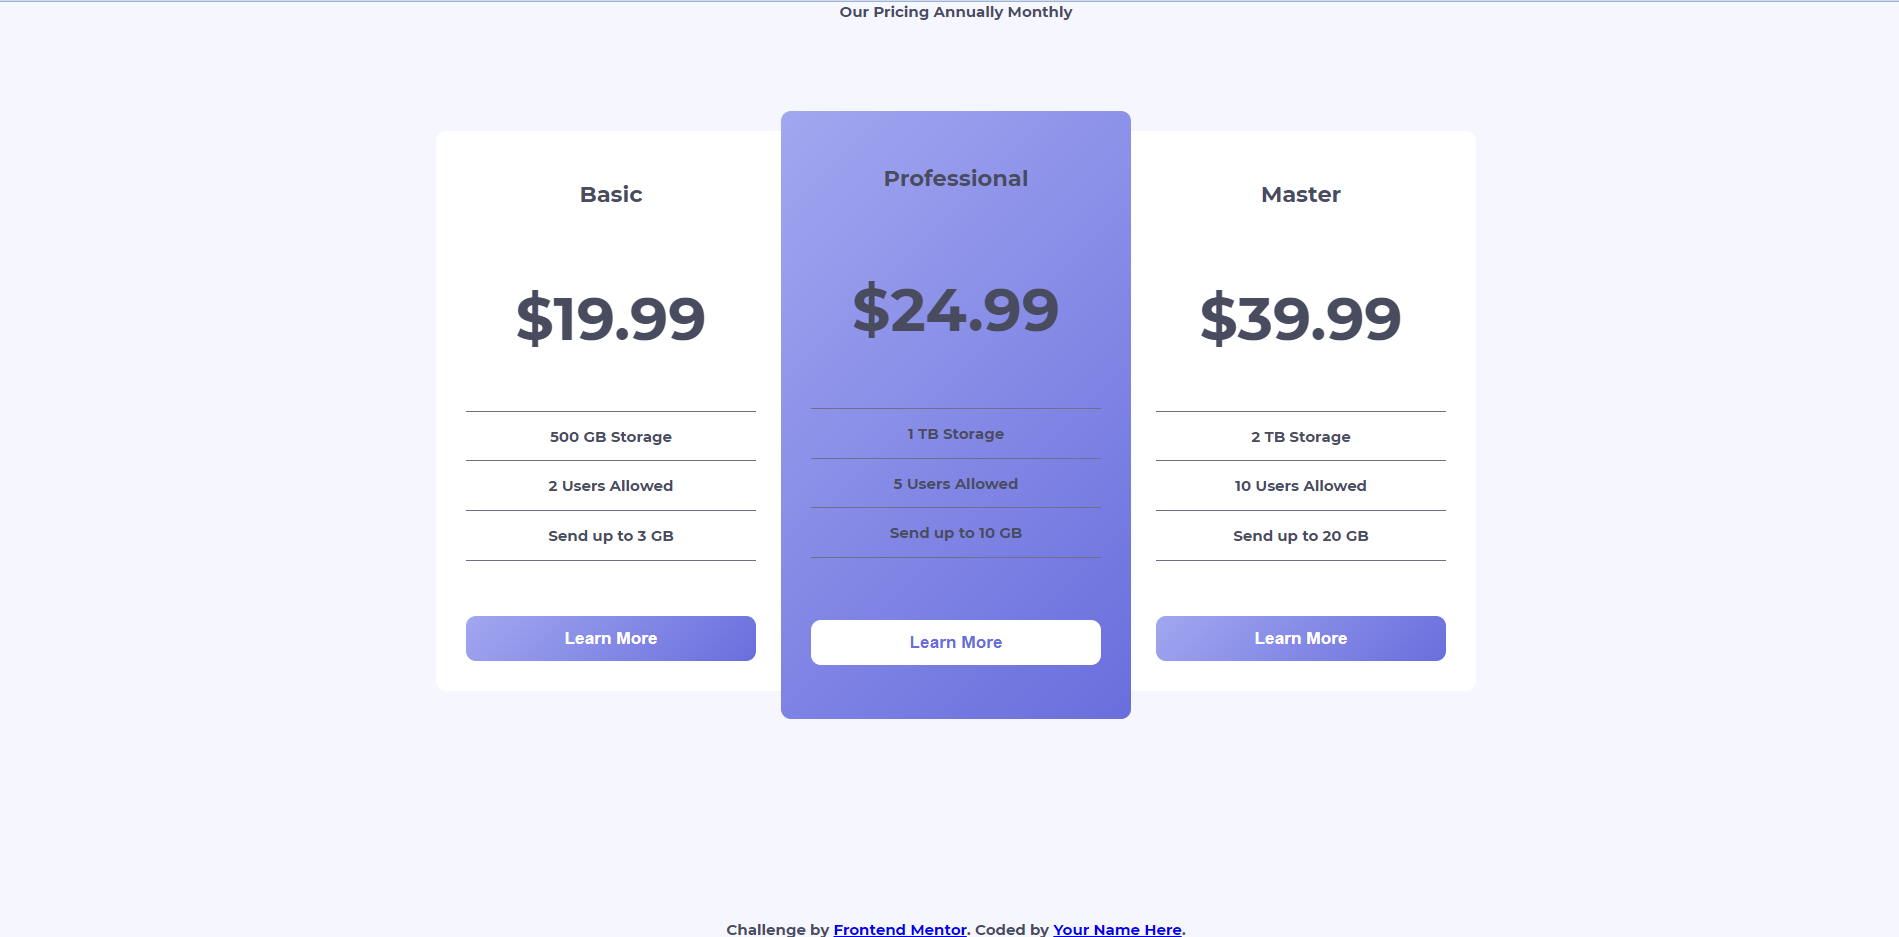 Our Pricing Annually Monthly
Basic
$19.99
500 GB Storage
2 Users Allowed
Send up to 3 GB
Learn More
Professional
$24.99
1 TB Storage
5 Users Allowed
Send up to 10 GB
Learn More
Master
$39.99
2 TB Storage
10 Users Allowed
Send up to 20 GB
Learn More
Challenge by Frontend Mentor. Coded by Your Name Here.